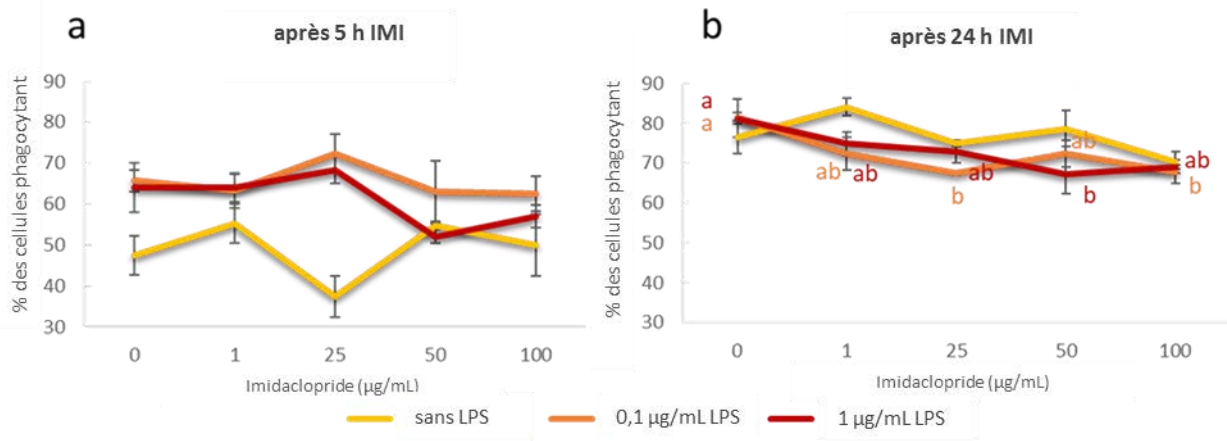 a
après 5 h IMI
% des cellules phagocytant
90
80
70
60
50
40
30
0 1 25 50 100
Imidaclopride (µg/mL)
b
après 24 h IMI
% des cellules phagocytant
90
80
70
60
50
40
30
a
a
ab
ab
b
ab
ab
b
ab
b
0 1 25 50 100
Imidaclopride (µg/mL)
sans LPS 0,1 µg/mL LPS 1 µg/mL LPS